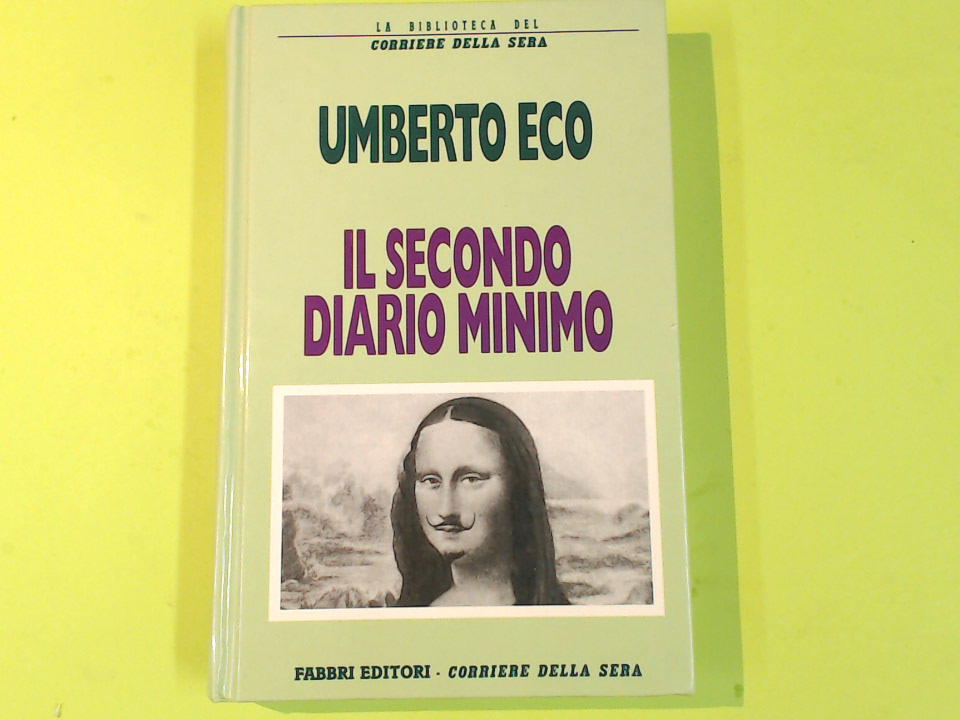 LA BIBLIOTECA DEL
CORRIERE DELLA SERA
UMBERTO ECO
IL SECONDO
DIARIO MINIMO
FABBRI EDITORI - CORRIERE DELLA SERA